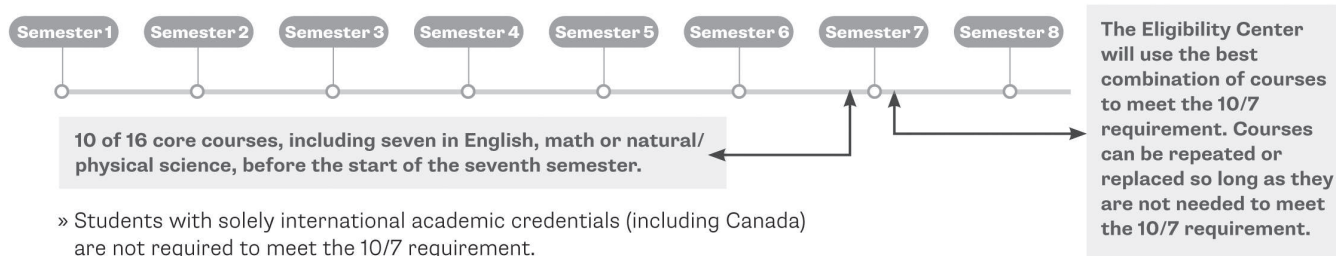 Semester 1 Semester 2 Semester 3 Semester 4 Semester 5 Semester 6 Semester 7 Semester 8
10 of 16 core courses, including seven in English, math or natural/
physical science, before the start of the seventh semester.
» Students with solely international academic credentials (including Canada)
are not required to meet the 10/7 requirement.
The Eligibility Center
will use the best
combination of courses
to meet the 10/7
requirement. Courses
can be repeated or
replaced so long as they
are not needed to meet
the 10/7 requirement.